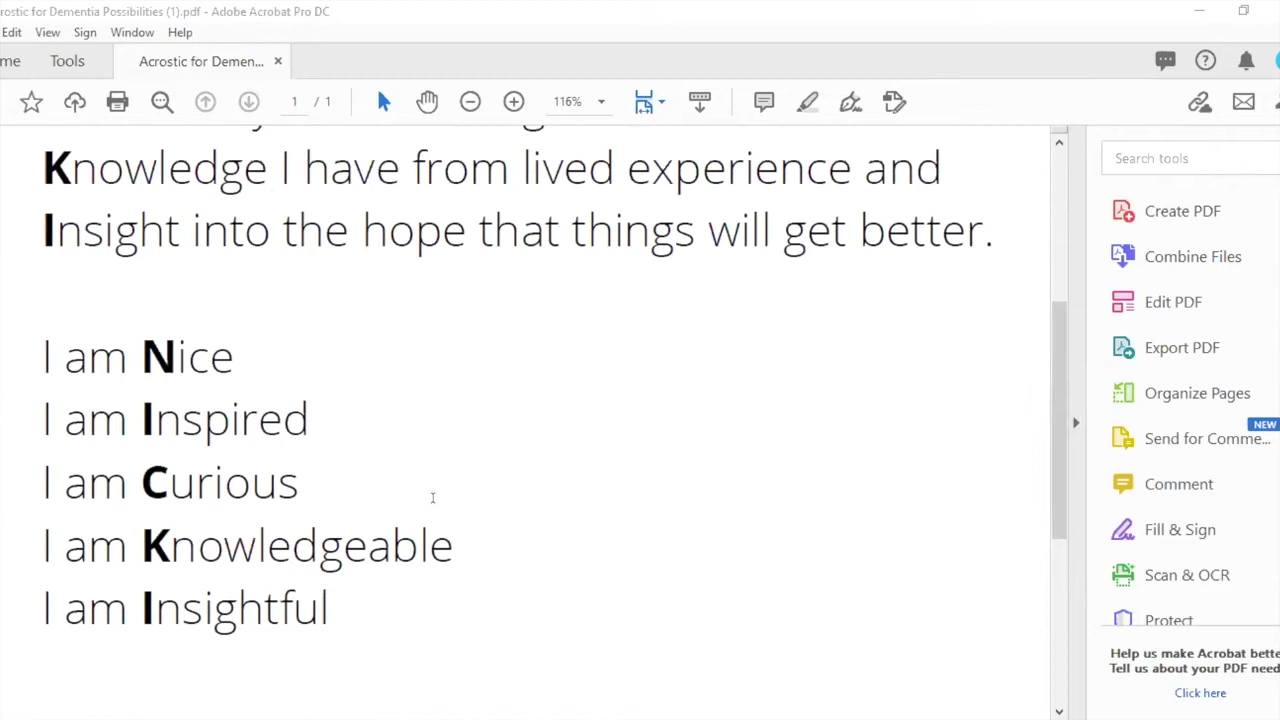 crostic for Dementia Possibilities (1).pdf - Adobe Acrobat Pro DC
Edit View Sign Window Help
me Tools Acrostic for Demen... ×
1 / 1 116%
Knowledge I have from lived experience and
Insight into the hope that things will get better.
I am Nice
I am Inspired
I am Curious
I am Knowledgeable
I am Insightful
Search tools
Create PDF
Combine Files
Edit PDF
Export PDF
Organize Pages
NEW
Send for Comme...
Comment
Fill & Sign
Scan & OCR
Protect
Help us make Acrobat bette
Tell us about your PDF need
Click here